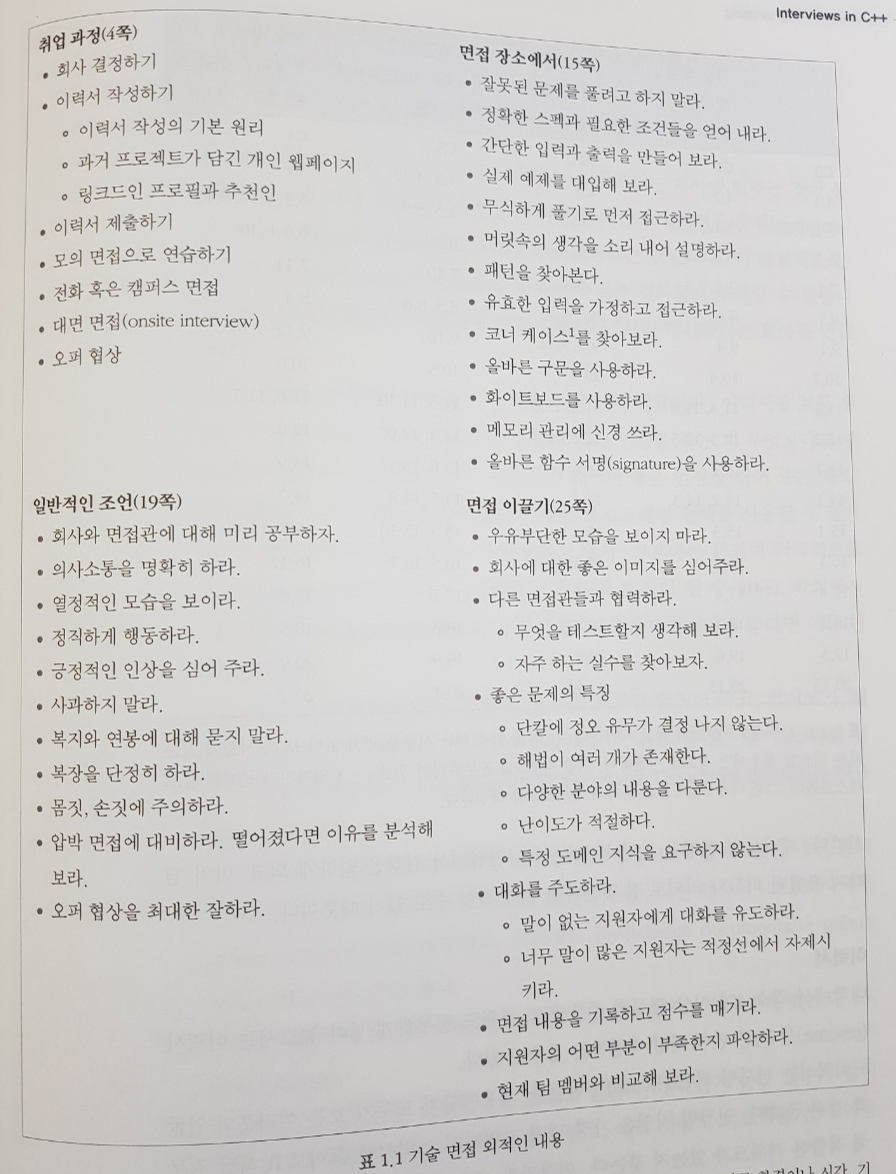 Interviews in C++
취업 과정(4쪽)
• 회사 결정하기
• 이력서 작성하기
∘ 이력서 작성의 기본 원리
∘ 과거 프로젝트가 담긴 개인 웹페이지
∘ 링크드인 프로필과 추천인
• 이력서 제출하기
• 모의 면접으로 연습하기
• 전화 혹은 캠퍼스 면접
• 대면 면접(onsite interview)
• 오퍼 협상
면접 장소에서(15쪽)
• 잘못된 문제를 풀려고 하지 말라.
• 정확한 스펙과 필요한 조건들을 얻어 내라.
• 간단한 입력과 출력을 만들어 보라.
• 실제 예제를 대입해 보라.
• 무식하게 풀기로 먼저 접근하라.
• 머릿속의 생각을 소리 내어 설명하라.
• 패턴을 찾아본다.
• 유효한 입력을 가정하고 접근하라.
• 코너 케이스1를 찾아보라.
• 올바른 구문을 사용하라.
• 화이트보드를 사용하라.
• 메모리 관리에 신경 쓰라.
• 올바른 함수 서명(signature)을 사용하라.
일반적인 조언(19쪽)
• 회사와 면접관에 대해 미리 공부하자.
• 의사소통을 명확히 하라.
• 열정적인 모습을 보이라.
• 정직하게 행동하라.
• 긍정적인 인상을 심어 주라.
• 사과하지 말라.
• 복지와 연봉에 대해 묻지 말라.
• 복장을 단정히 하라.
• 몸짓, 손짓에 주의하라.
• 압박 면접에 대비하라. 떨어졌다면 이유를 분석해
보라.
• 오퍼 협상을 최대한 잘하라.
면접 이끌기(25쪽)
• 우유부단한 모습을 보이지 마라.
• 회사에 대한 좋은 이미지를 심어주라.
• 다른 면접관들과 협력하라.
∘ 무엇을 테스트할지 생각해 보라.
∘ 자주 하는 실수를 찾아보자.
• 좋은 문제의 특징
∘ 단칼에 정오 유무가 결정 나지 않는다.
∘ 해법이 여러 개가 존재한다.
∘ 다양한 분야의 내용을 다룬다.
∘ 난이도가 적절하다.
∘ 특정 도메인 지식을 요구하지 않는다.
• 대화를 주도하라.
∘ 말이 없는 지원자에게 대화를 유도하라.
∘ 너무 말이 많은 지원자는 적정선에서 자제시
키라.
• 면접 내용을 기록하고 점수를 매기라.
• 지원자의 어떤 부분이 부족한지 파악하라.
• 현재 팀 멤버와 비교해 보라.
표 1.1 기술 면접 외적인 내용